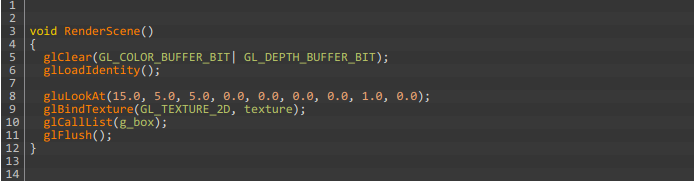 1
2
3 void RenderScene()
4 {
5 glClear(GL_COLOR_BUFFER_BIT| GL_DEPTH_BUFFER_BIT);
6 glLoadIdentity();
7
8 gluLookAt(15.0, 5.0, 5.0, 0.0, 0.0, 0.0, 0.0, 1.0, 0.0);
9 glBindTexture(GL_TEXTURE_2D, texture);
10 glCallList(g_box);
11 glFlush();
12 }
13
14